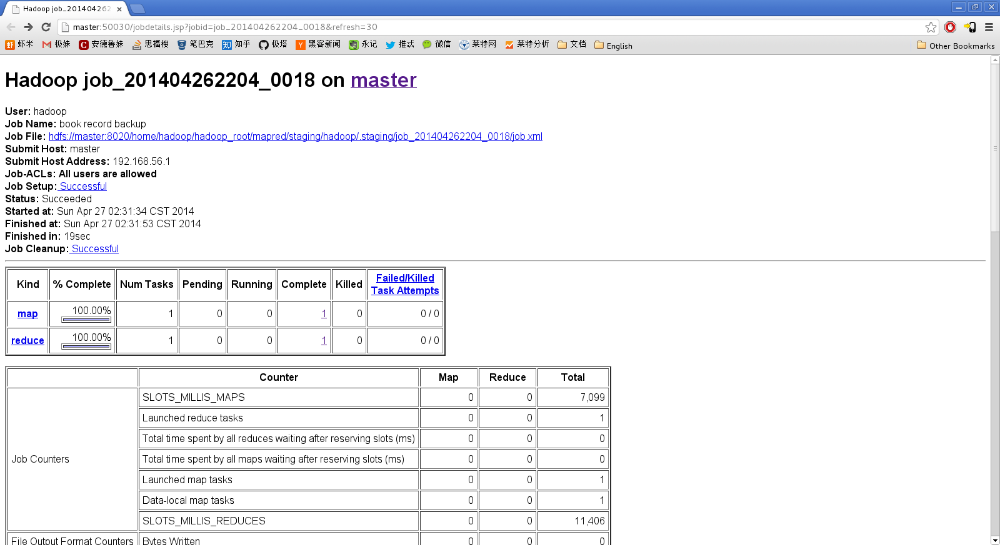 Hadoop job_201404262
master:50030/jobdetails.jsp?jobid=job_201404262204_0018&refresh=30
虾米 极妹 安德鲁妹 思福楼 笔巴克 知乎 极塔 黑客新闻 永记 推忒 微信 莱特网 莱特分析 文档 English Other Bookmarks
Hadoop job_201404262204_0018 on master
User: hadoop
Job Name: book record backup
Job File: hdfs://master:8020/home/hadoop/hadoop_root/mapred/staging/hadoop/.staging/job_201404262204_0018/job.xml
Submit Host: master
Submit Host Address: 192.168.56.1
Job-ACLs: All users are allowed
Job Setup: Successful
Status: Succeeded
Started at: Sun Apr 27 02:31:34 CST 2014
Finished at: Sun Apr 27 02:31:53 CST 2014
Finished in: 19sec
Job Cleanup: Successful
Kind % Complete Num Tasks Pending Running Complete Killed Failed/Killed
Task Attempts
map 100.00% 1 0 0 1 0 0 / 0
reduce 100.00% 1 0 0 1 0 0 / 0
Counter Map Reduce Total
SLOTS_MILLIS_MAPS 0 0 7,099
Launched reduce tasks 0 0 1
Total time spent by all reduces waiting after reserving slots (ms) 0 0 0
Job Counters Total time spent by all maps waiting after reserving slots (ms) 0 0 0
Launched map tasks 0 0 1
Data-local map tasks 0 0 1
SLOTS_MILLIS_REDUCES 0 0 11,406
File Output Format Counters Bytes Written 0 0 0